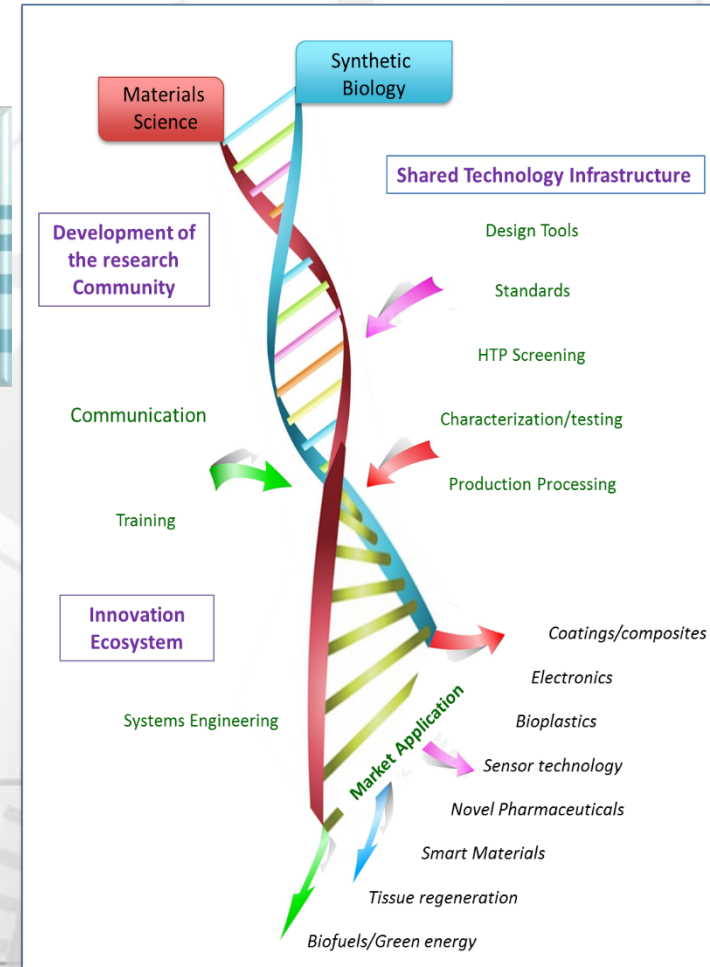 Synthetic
Biology
Materials
Science
Shared Technology Infrastructure
Development of
the research
Community
Design Tools
Standards
HTP Screening
Communication
Characterization/testing
Production Processing
Training
Innovation
Ecosystem
Systems Engineering
Market Application
Coatings/composites
Electronics
Bioplastics
Sensor technology
Novel Pharmaceuticals
Smart Materials
Tissue regeneration
Biofuels/Green energy